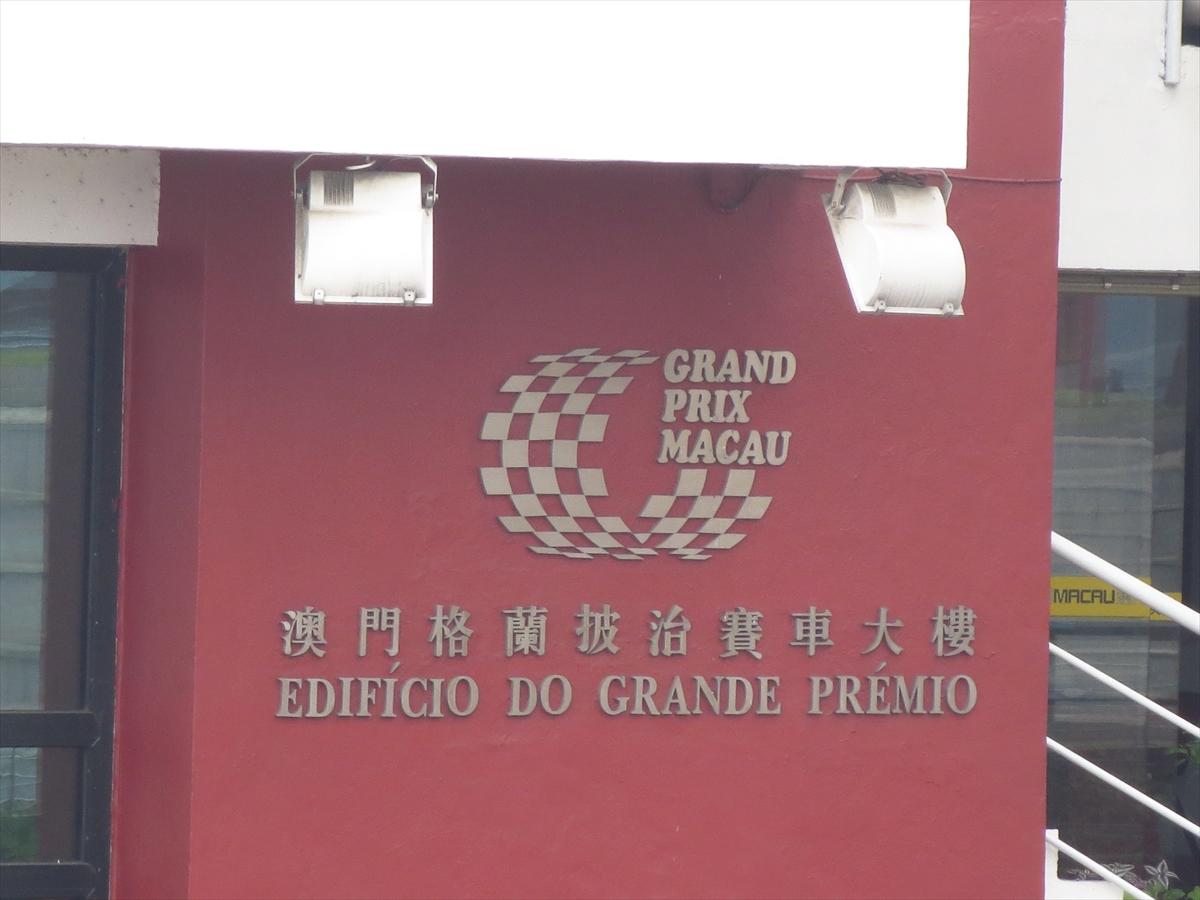 GRAND
PRIX
MACAU
澳門格蘭披治賽車大樓
EDIFÍCIO DO GRANDE PRÉMIO
MACAU